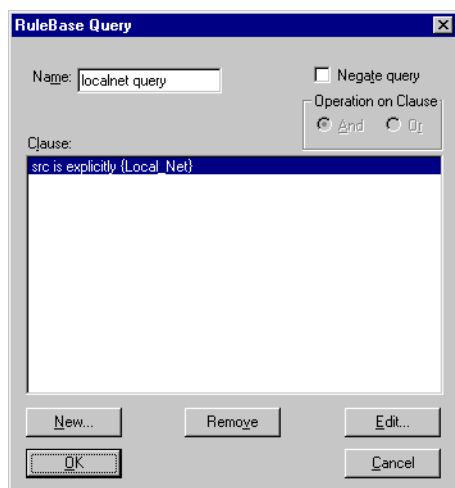 RuleBase Query
Name: localnet query
Negate query
Operation on Clause
And Or
Clause:
src is explicitly {Local_Net}
New... Remove Edit...
OK Cancel